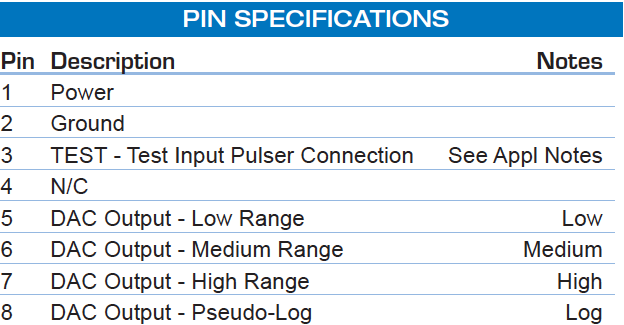 PIN SPECIFICATIONS
Pin Description Notes
1 Power
2 Ground
3 TEST - Test Input Pulser Connection See Appl Notes
4 N/C
5 DAC Output - Low Range Low
6 DAC Output - Medium Range Medium
7 DAC Output - High Range High
8 DAC Output - Pseudo-Log Log